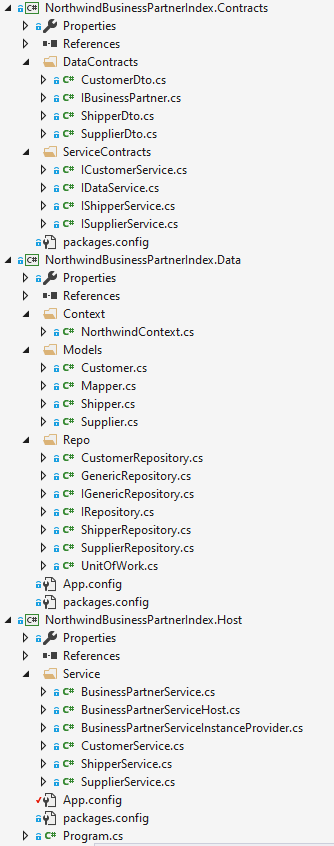 C# NorthwindBusinessPartnerIndex.Contracts
Properties
References
DataContracts
C# CustomerDto.cs
C# IBusinessPartner.cs
C# ShipperDto.cs
C# SupplierDto.cs
ServiceContracts
C# ICustomerService.cs
C# IDataService.cs
C# IShipperService.cs
C# ISupplierService.cs
packages.config
C# NorthwindBusinessPartnerIndex.Data
Properties
References
Context
C# NorthwindContext.cs
Models
C# Customer.cs
C# Mapper.cs
C# Shipper.cs
C# Supplier.cs
Repo
C# CustomerRepository.cs
C# GenericRepository.cs
C# IGenericRepository.cs
C# IRepository.cs
C# ShipperRepository.cs
C# SupplierRepository.cs
C# UnitOfWork.cs
App.config
packages.config
C# NorthwindBusinessPartnerIndex.Host
Properties
References
Service
C# BusinessPartnerService.cs
C# BusinessPartnerServiceHost.cs
C# BusinessPartnerServiceInstanceProvider.cs
C# CustomerService.cs
C# ShipperService.cs
C# SupplierService.cs
App.config
packages.config
C# Program.cs